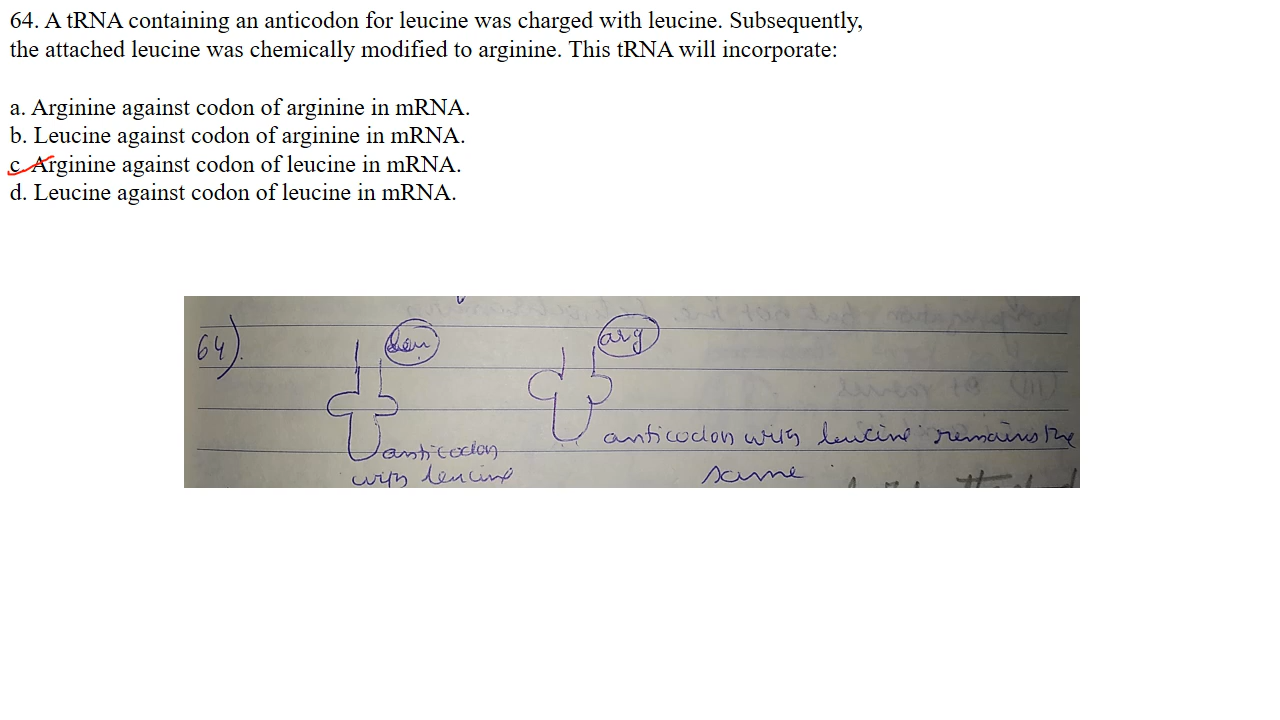 64. A tRNA containing an anticodon for leucine was charged with leucine. Subsequently,
the attached leucine was chemically modified to arginine. This tRNA will incorporate:
a. Arginine against codon of arginine in mRNA.
b. Leucine against codon of arginine in mRNA.
c. Arginine against codon of leucine in mRNA.
d. Leucine against codon of leucine in mRNA.
64).
leu
arg
anticodon
with leucine
anticodon with leucine remains the
same